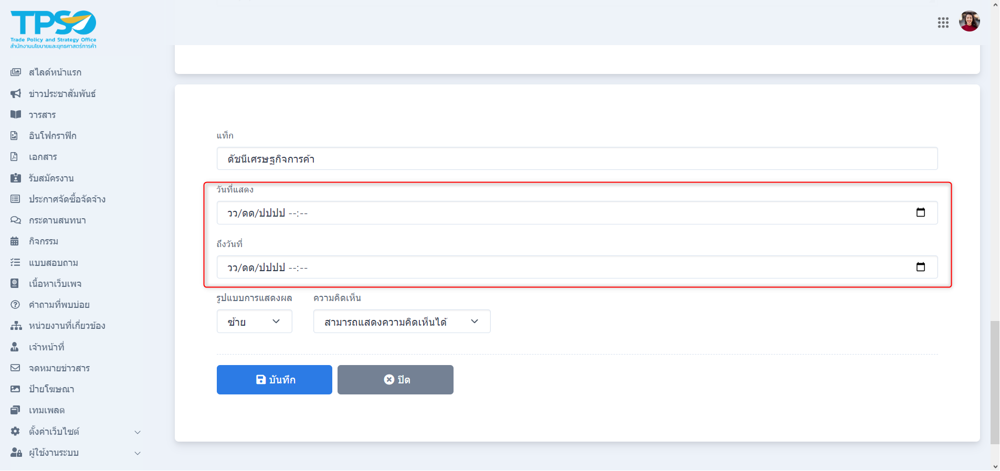 TPSO
Trade Policy and Strategy Office
สำนักงานนโยบายและยุทธศาสตร์การค้า
สไลด์หน้าแรก
ข่าวประชาสัมพันธ์
วารสาร
อินโฟกราฟิก
เอกสาร
รับสมัครงาน
ประกาศจัดซื้อจัดจ้าง
กระดานสนทนา
กิจกรรม
แบบสอบถาม
เนื้อหาเว็บเพจ
คำถามที่พบบ่อย
หน่วยงานที่เกี่ยวข้อง
เจ้าหน้าที่
จดหมายข่าวสาร
ป้ายโฆษณา
เทมเพลต
ตั้งค่าเว็บไซต์
ผู้ใช้งานระบบ
แท็ก
ดัชนีเศรษฐกิจการค้า
วันที่แสดง
วว/ดด/ปปปป --:--
ถึงวันที่
วว/ดด/ปปปป --:--
รูปแบบการแสดงผล ความคิดเห็น
ซ้าย สามารถแสดงความคิดเห็นได้
บันทึก ปิด